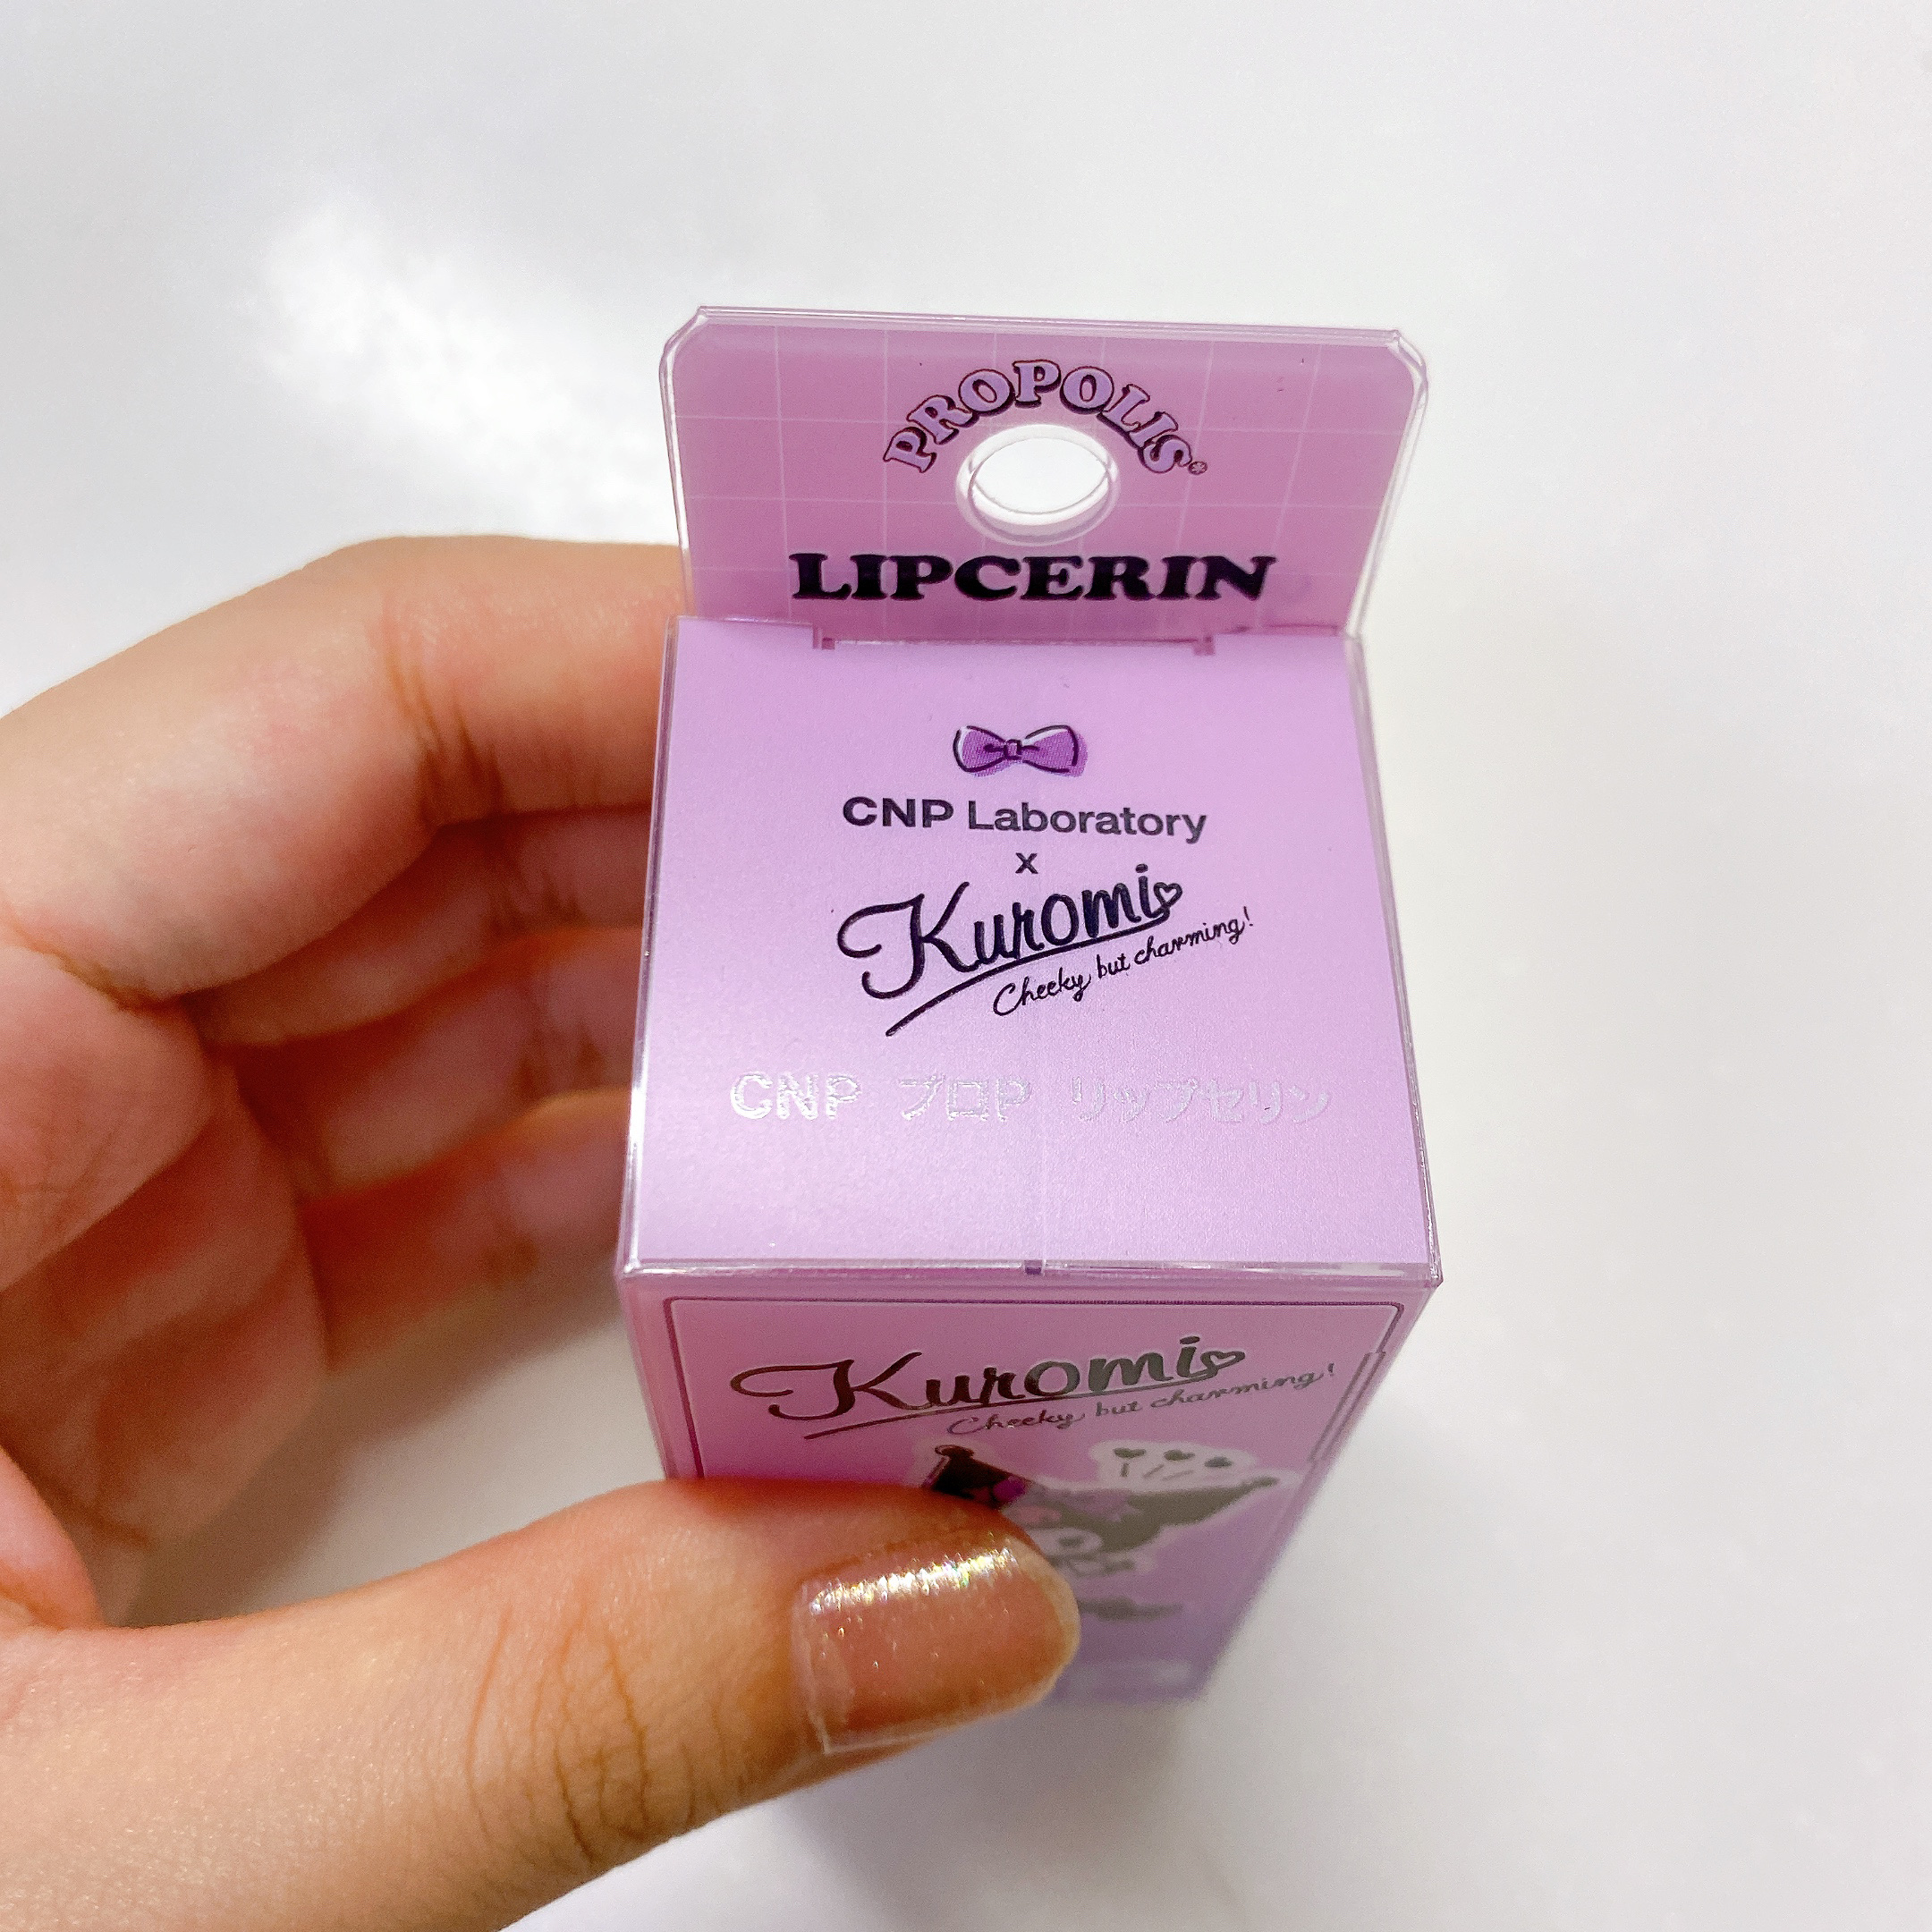 PROPOLIS*
LIPCERIN
CNP Laboratory
x
Kuromi
Cheeky but charming!
CNP プロP リップセリン
Kuromi
Cheeky but charming!